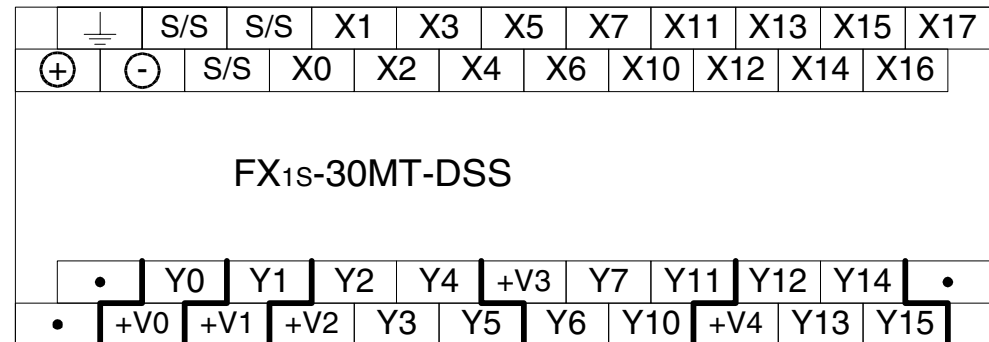 S/S S/S X1 X3 X5 X7 X11 X13 X15 X17
+ - S/S X0 X2 X4 X6 X10 X12 X14 X16
FX1S-30MT-DSS
• Y0 Y1 Y2 Y4 +V3 Y7 Y11 Y12 Y14 •
• +V0 +V1 +V2 Y3 Y5 Y6 Y10 +V4 Y13 Y15